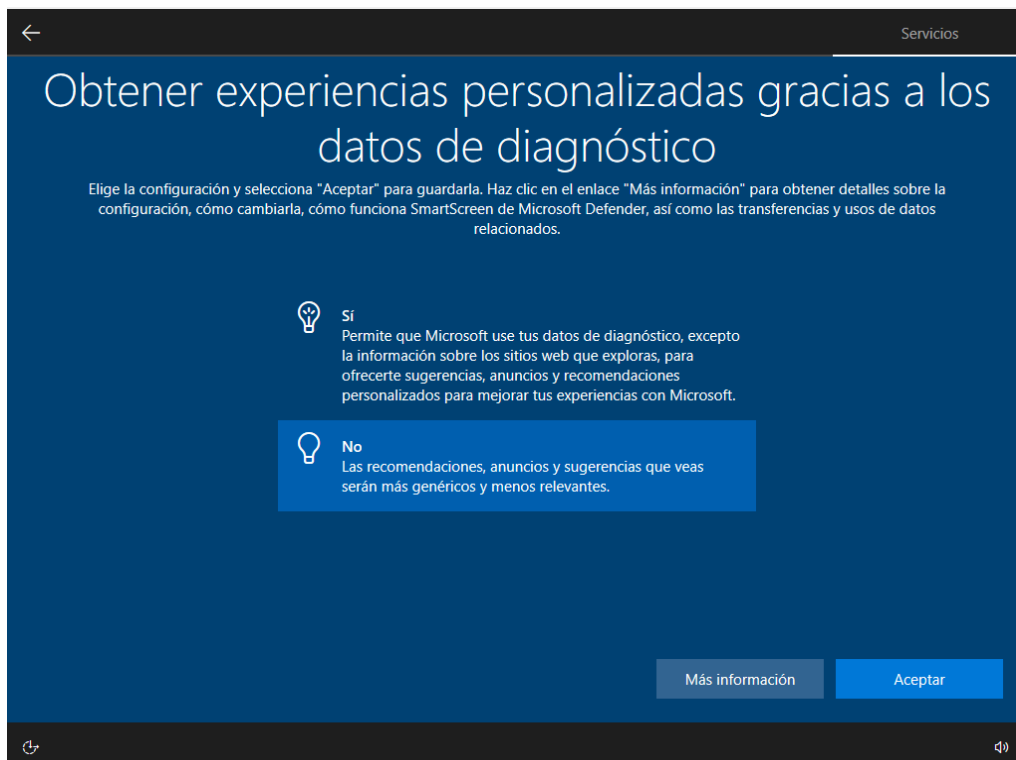 Servicios
Obtener experiencias personalizadas gracias a los
datos de diagnóstico
Elige la configuración y selecciona "Aceptar" para guardarla. Haz clic en el enlace "Más información" para obtener detalles sobre la
configuración, cómo cambiarla, cómo funciona SmartScreen de Microsoft Defender, así como las transferencias y usos de datos
relacionados.
Sí
Permite que Microsoft use tus datos de diagnóstico, excepto
la información sobre los sitios web que exploras, para
ofrecerte sugerencias, anuncios y recomendaciones
personalizados para mejorar tus experiencias con Microsoft.
No
Las recomendaciones, anuncios y sugerencias que veas
serán más genéricos y menos relevantes.
Más información
Aceptar